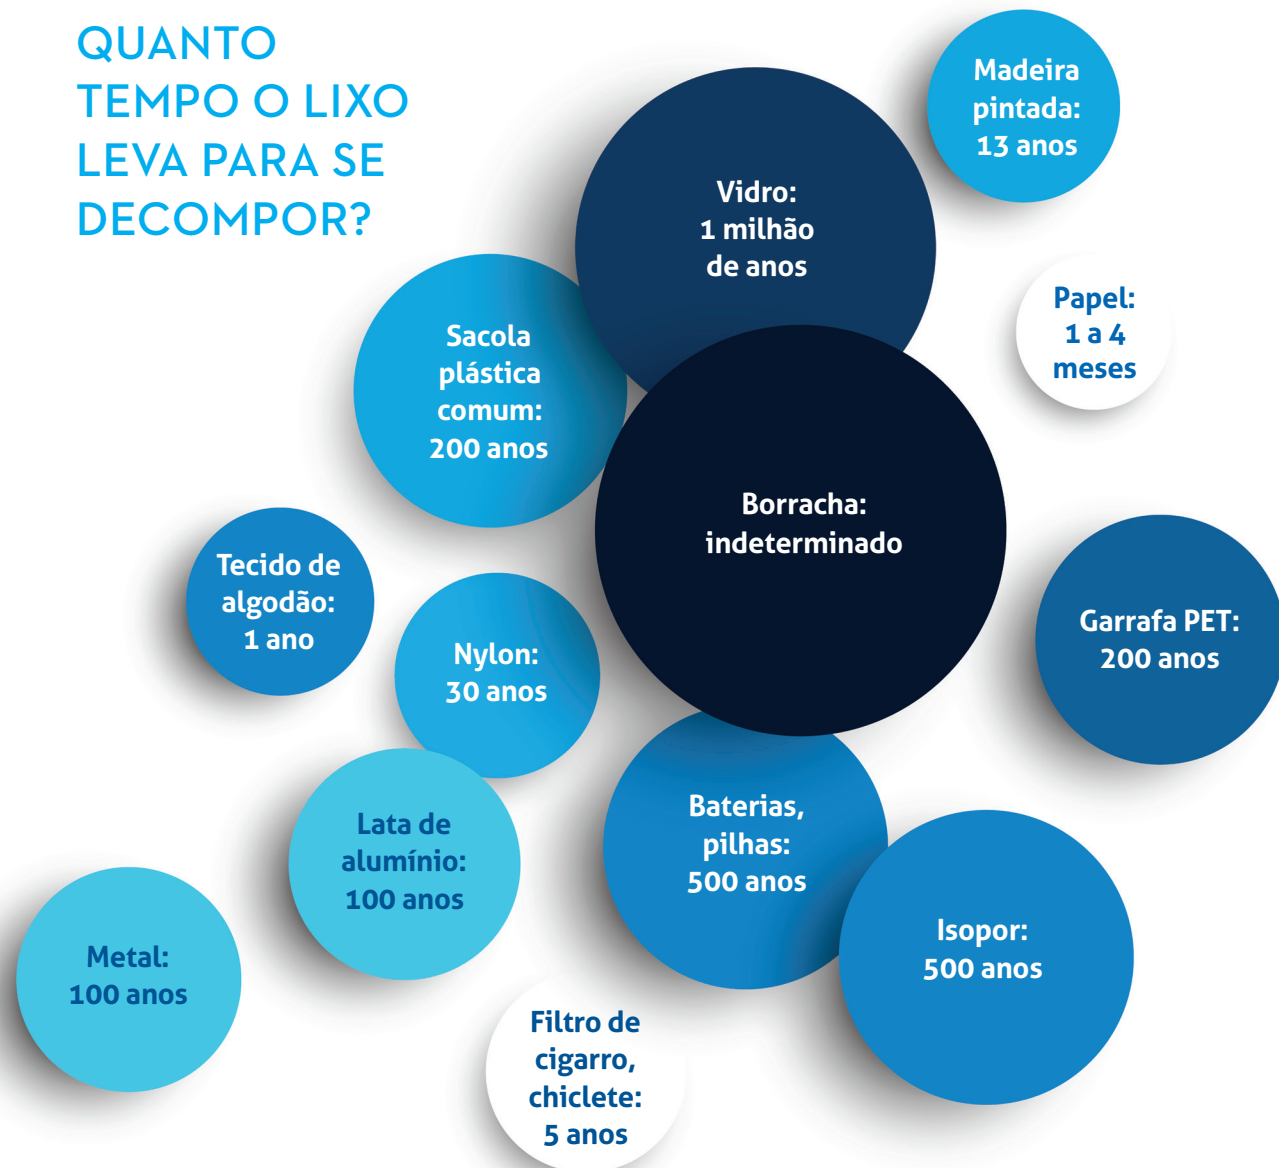 QUANTO
TEMPO O LIXO
LEVA PARA SE
DECOMPOR?
Madeira
pintada:
13 anos
Vidro:
1 milhão
de anos
Papel:
1 a 4
meses
Sacola
plástica
comum:
200 anos
Borracha:
indeterminado
Tecido de
algodão:
1 ano
Nylon:
30 anos
Garrafa PET:
200 anos
Lata de
alumínio:
100 anos
Baterias,
pilhas:
500 anos
Metal:
100 anos
Isopor:
500 anos
Filtro de
cigarro,
chiclete:
5 anos